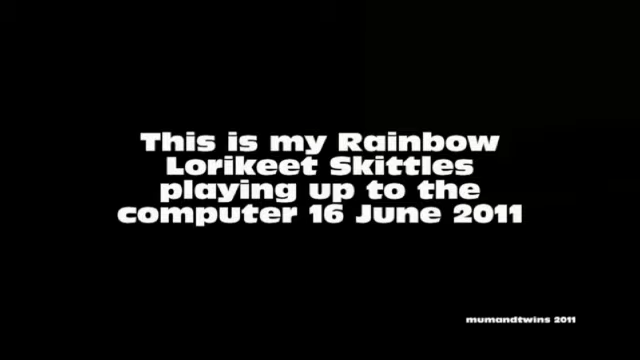 This is my Rainbow
Lorikeet Skittles
playing up to the
computer 16 June 2011
mumandtwins 2011